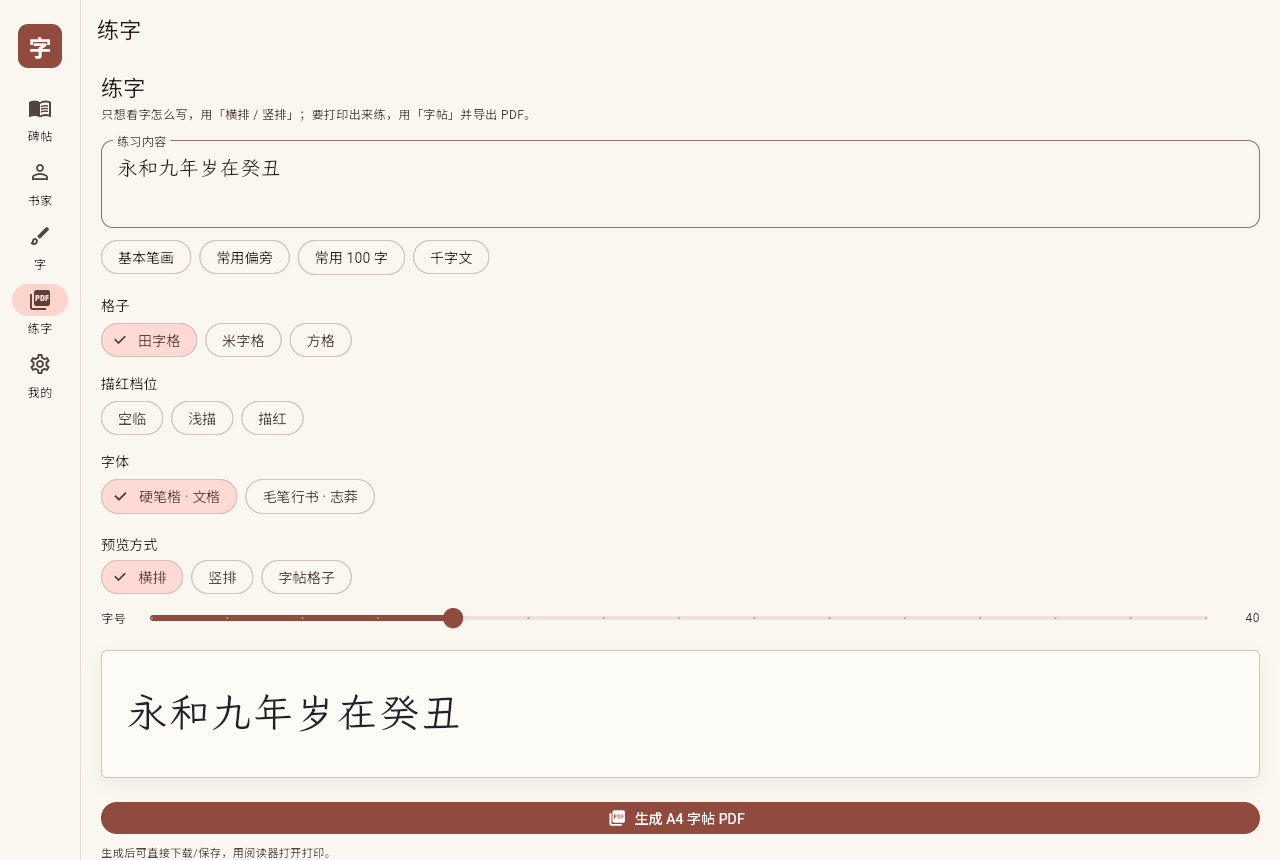 字
碑帖
书家
字
练字
我的
练字
练字
只想看字怎么写，用「横排 / 竖排」；要打印出来练，用「字帖」并导出 PDF。
练习内容
永和九年岁在癸丑
基本笔画
常用偏旁
常用 100 字
千字文
格子
田字格
米字格
方格
描红档位
空临
浅描
描红
字体
硬笔楷 · 文楷
毛笔行书 · 志莽
预览方式
横排
竖排
字帖格子
字号
40
永和九年岁在癸丑
PDF 生成 A4 字帖 PDF
生成后可直接下载/保存，用阅读器打开打印。